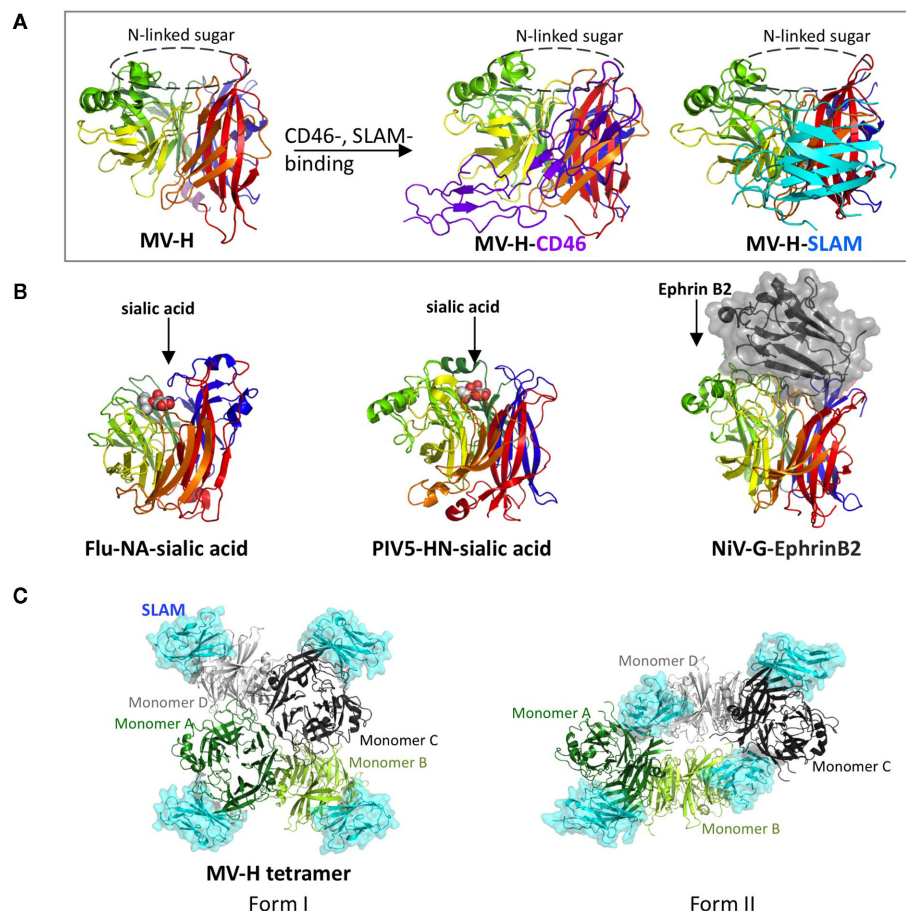 A
N-linked sugar
N-linked sugar
N-linked sugar
CD46-, SLAM-
binding
MV-H
MV-H-CD46
MV-H-SLAM
B
sialic acid
sialic acid
Ephrin B2
Flu-NA-sialic acid
PIV5-HN-sialic acid
NiV-G-EphrinB2
C
SLAM
Monomer D
Monomer A
Monomer C
Monomer B
MV-H tetramer
Form I
Monomer D
Monomer A
Monomer C
Monomer B
Form II